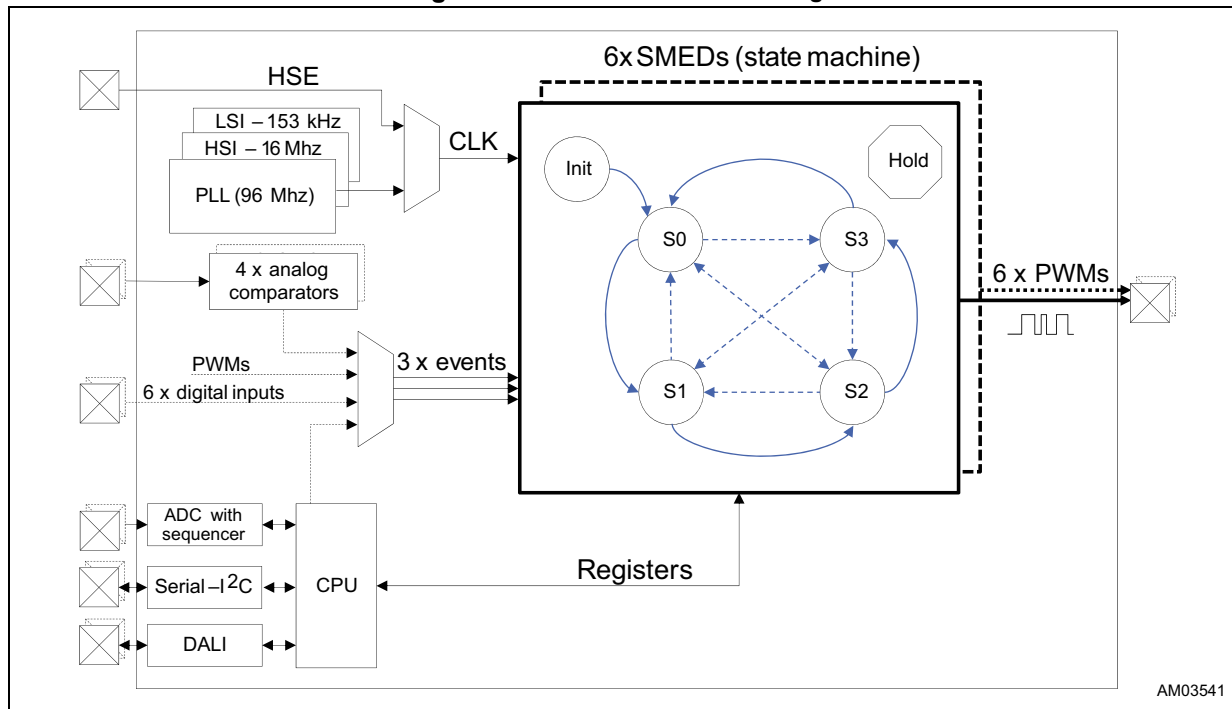 6x SMEDs (state machine)
HSE
LSI – 153 kHz
HSI – 16 Mhz
PLL (96 Mhz)
CLK
Init
Hold
S0
S3
S1
S2
4 x analog
comparators
PWMs
6 x digital inputs
3 x events
6 x PWMs
ADC with
sequencer
Serial – I²C
DALI
CPU
Registers
AM03541